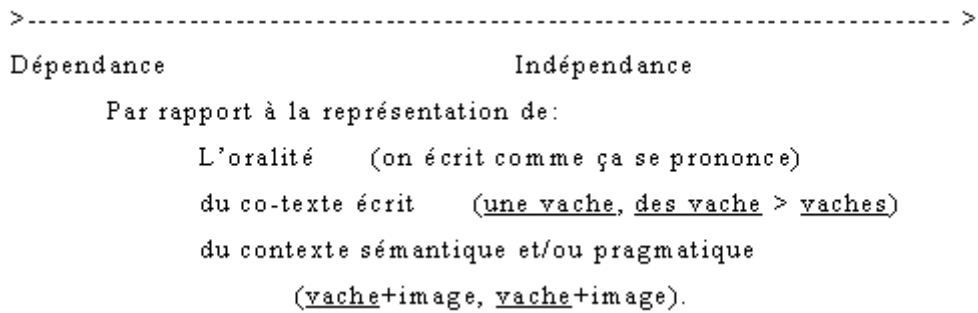 >-------------------------------------------------------------------------- >
Dépendance Indépendance
Par rapport à la représentation de:
L'oralité (on écrit comme ça se prononce)
du co-texte écrit (une vache, des vache > vaches)
du contexte sémantique et/ou pragmatique
(vache+image, vache+image).